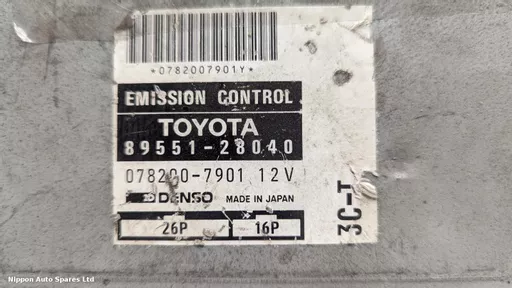 *0782007901Y*
EMISSION CONTROL
TOYOTA
89551-28040
078200-7901 12V
DENSO MADE IN JAPAN
26P 16P
3C-T
Nippon Auto Spares Ltd